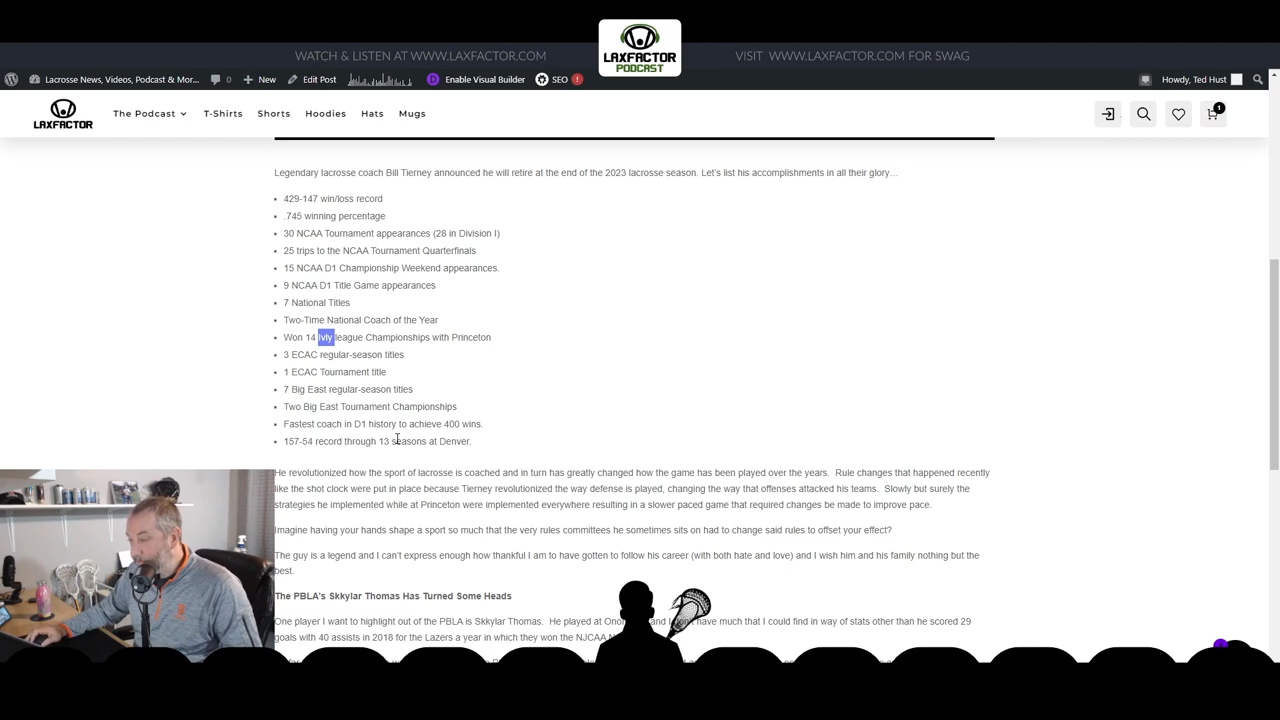 WATCH & LISTEN AT WWW.LAXFACTOR.COM
LAXFACTOR
PODCAST
VISIT WWW.LAXFACTOR.COM FOR SWAG
Lacrosse News, Videos, Podcast & Mor... 0 New Edit Post D Enable Visual Builder SEO ! Howdy, Ted Hust
LAXFACTOR
The Podcast T-Shirts Shorts Hoodies Hats Mugs 1
Legendary lacrosse coach Bill Tierney announced he will retire at the end of the 2023 lacrosse season. Let's list his accomplishments in all their glory…
• 429-147 win/loss record
• .745 winning percentage
• 30 NCAA Tournament appearances (28 in Division I)
• 25 trips to the NCAA Tournament Quarterfinals
• 15 NCAA D1 Championship Weekend appearances.
• 9 NCAA D1 Title Game appearances
• 7 National Titles
• Two-Time National Coach of the Year
• Won 14 Ivly league Championships with Princeton
• 3 ECAC regular-season titles
• 1 ECAC Tournament title
• 7 Big East regular-season titles
• Two Big East Tournament Championships
• Fastest coach in D1 history to achieve 400 wins.
• 157-54 record through 13 seasons at Denver.
He revolutionized how the sport of lacrosse is coached and in turn has greatly changed how the game has been played over the years. Rule changes that happened recently
like the shot clock were put in place because Tierney revolutionized the way defense is played, changing the way that offenses attacked his teams. Slowly but surely the
strategies he implemented while at Princeton were implemented everywhere resulting in a slower paced game that required changes be made to improve pace.
Imagine having your hands shape a sport so much that the very rules committees he sometimes sits on had to change said rules to offset your effect?
The guy is a legend and I can't express enough how thankful I am to have gotten to follow his career (with both hate and love) and I wish him and his family nothing but the
best.
The PBLA's Skkylar Thomas Has Turned Some Heads
One player I want to highlight out of the PBLA is Skkylar Thomas. He played at and I have much that I could find in way of stats other than he scored 29
goals with 40 assists in 2018 for the Lazers a year in which they won the NJCAA